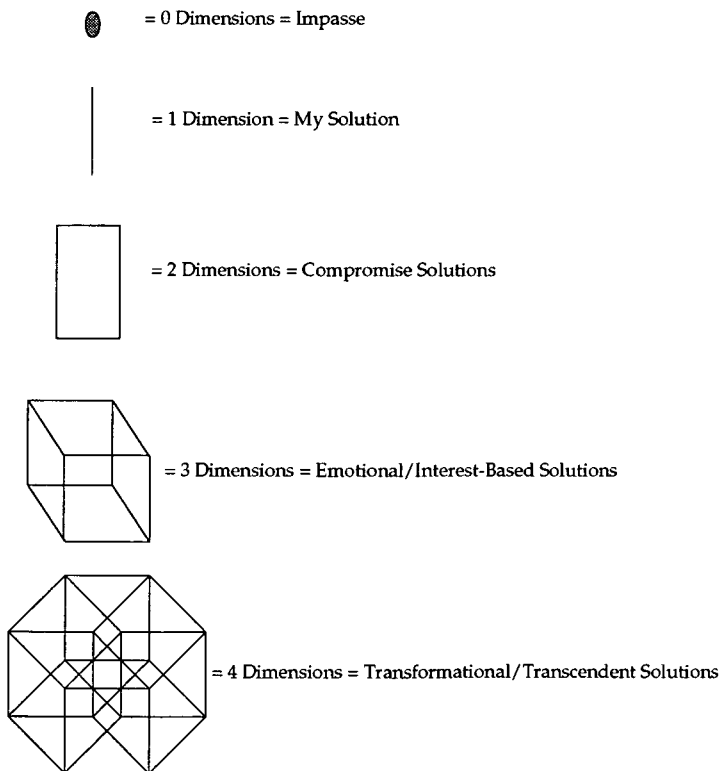 = 0 Dimensions = Impasse
= 1 Dimension = My Solution
= 2 Dimensions = Compromise Solutions
= 3 Dimensions = Emotional/Interest-Based Solutions
= 4 Dimensions = Transformational/Transcendent Solutions